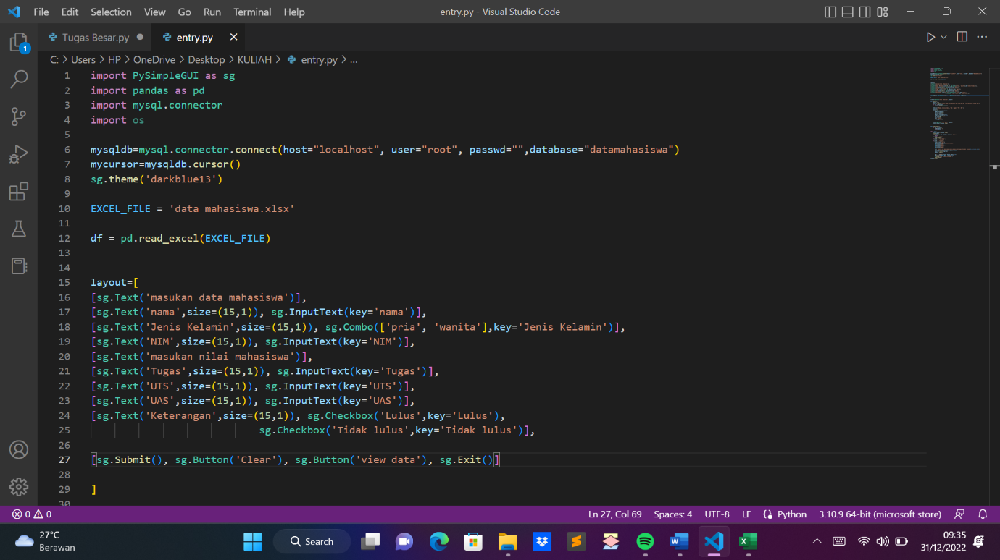 File Edit Selection View Go Run Terminal Help entry.py - Visual Studio Code
Tugas Besar.py entry.py
1
C: > Users > HP > OneDrive > Desktop > KULIAH > entry.py > ...
1 import PySimpleGUI as sg
2 import pandas as pd
3 import mysql.connector
4 import os
5
6 mysqldb=mysql.connector.connect(host="localhost", user="root", passwd="",database="datamahasiswa")
7 mycursor=mysqldb.cursor()
8 sg.theme('darkblue13')
9
10 EXCEL_FILE = 'data mahasiswa.xlsx'
11
12 df = pd.read_excel(EXCEL_FILE)
13
14
15 layout=[
16 [sg.Text('masukan data mahasiswa')],
17 [sg.Text('nama',size=(15,1)), sg.InputText(key='nama')],
18 [sg.Text('Jenis Kelamin',size=(15,1)), sg.Combo(['pria', 'wanita'],key='Jenis Kelamin')],
19 [sg.Text('NIM',size=(15,1)), sg.InputText(key='NIM')],
20 [sg.Text('masukan nilai mahasiswa')],
21 [sg.Text('Tugas',size=(15,1)), sg.InputText(key='Tugas')],
22 [sg.Text('UTS',size=(15,1)), sg.InputText(key='UTS')],
23 [sg.Text('UAS',size=(15,1)), sg.InputText(key='UAS')],
24 [sg.Text('Keterangan',size=(15,1)), sg.Checkbox('Lulus',key='Lulus'),
25 sg.Checkbox('Tidak lulus',key='Tidak lulus')],
26
27 [sg.Submit(), sg.Button('Clear'), sg.Button('view data'), sg.Exit()]
28
29 ]
30
0 0 Ln 27, Col 69 Spaces: 4 UTF-8 LF Python 3.10.9 64-bit (microsoft store)
27°C
Berawan
Search
09:35
31/12/2022